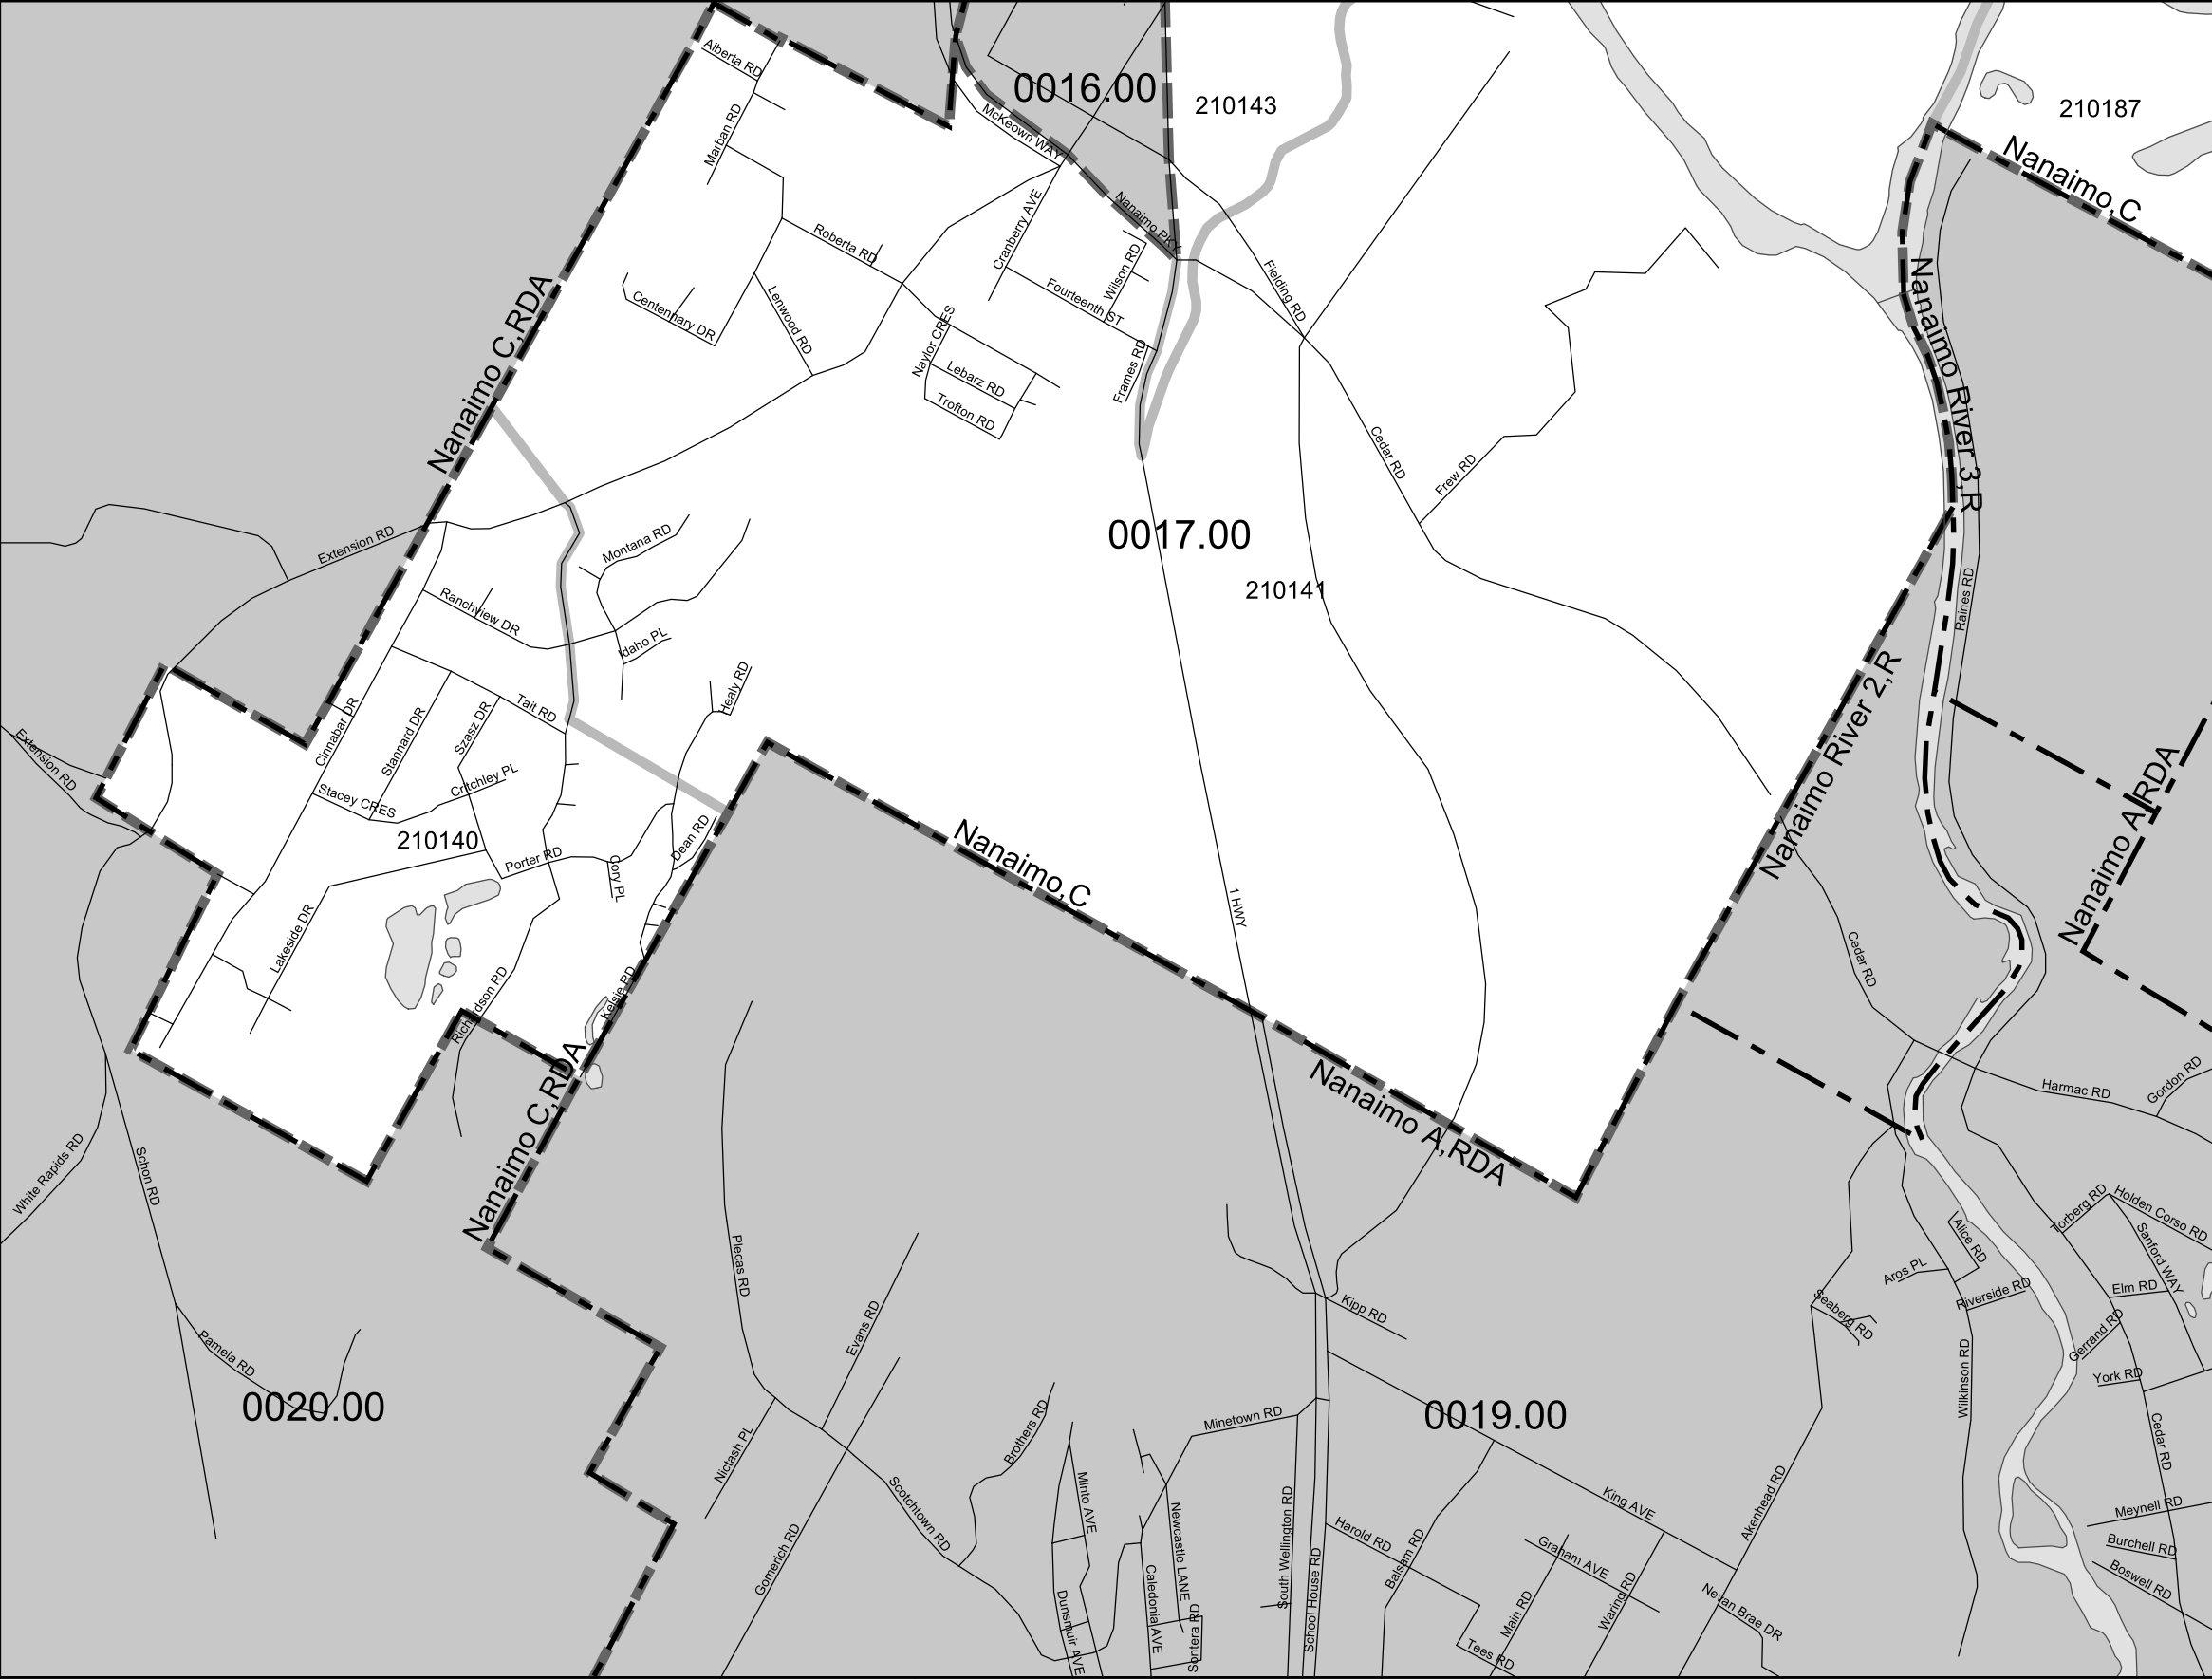 Alberta RD
0016.00
210143
210187
Marban RD
McKeown WAY
Nanaimo,C
Cranberry AVE
Nanaimo PKY
Roberta RD
Wilson RD
Fielding RD
Nanaimo C,RDA
Centennary DR
Lenwood RD
Fourteenth ST
Nanaimo River 3,R
Naylor CRES
Frames RD
Lebarz RD
Trofton RD
Cedar RD
Frew RD
Extension RD
Montana RD
0017.00
210141
Ranchview DR
Idaho PL
Raines RD
Healy RD
Tait RD
Cinnabar DR
Stannard DR
Szasz DR
Nanaimo River 2,R
Extension RD
Critchley PL
Stacey CRES
Nanaimo A,RDA
210140
Dean RD
Porter RD
Cory PL
Nanaimo,C
1 HWY
Lakeside DR
Cedar RD
Richardson RD
Kelsie RD
Nanaimo C,RDA
Nanaimo A,RDA
Harmac RD
Gordon RD
White Rapids RD
Schon RD
Torberg RD
Holden Corso RD
Alice RD
Sanford WAY
Plecas RD
Aros PL
Riverside RD
Elm RD
Evans RD
Kipp RD
Seaberg RD
Gerrand RD
Pamela RD
York RD
Wilkinson RD
0020.00
0019.00
Minetown RD
Brothers RD
Cedar RD
Nictash PL
Scotchtown RD
Minto AVE
Newcastle LANE
South Wellington RD
King AVE
Akenhead RD
Meynell RD
Harold RD
Balsam RD
Graham AVE
Burchell RD
Gomerich RD
School House RD
Boswell RD
Dunsmuir AVE
Caledonia AVE
Sontera RD
Main RD
Waring RD
Nevan Brae DR
Tees RD